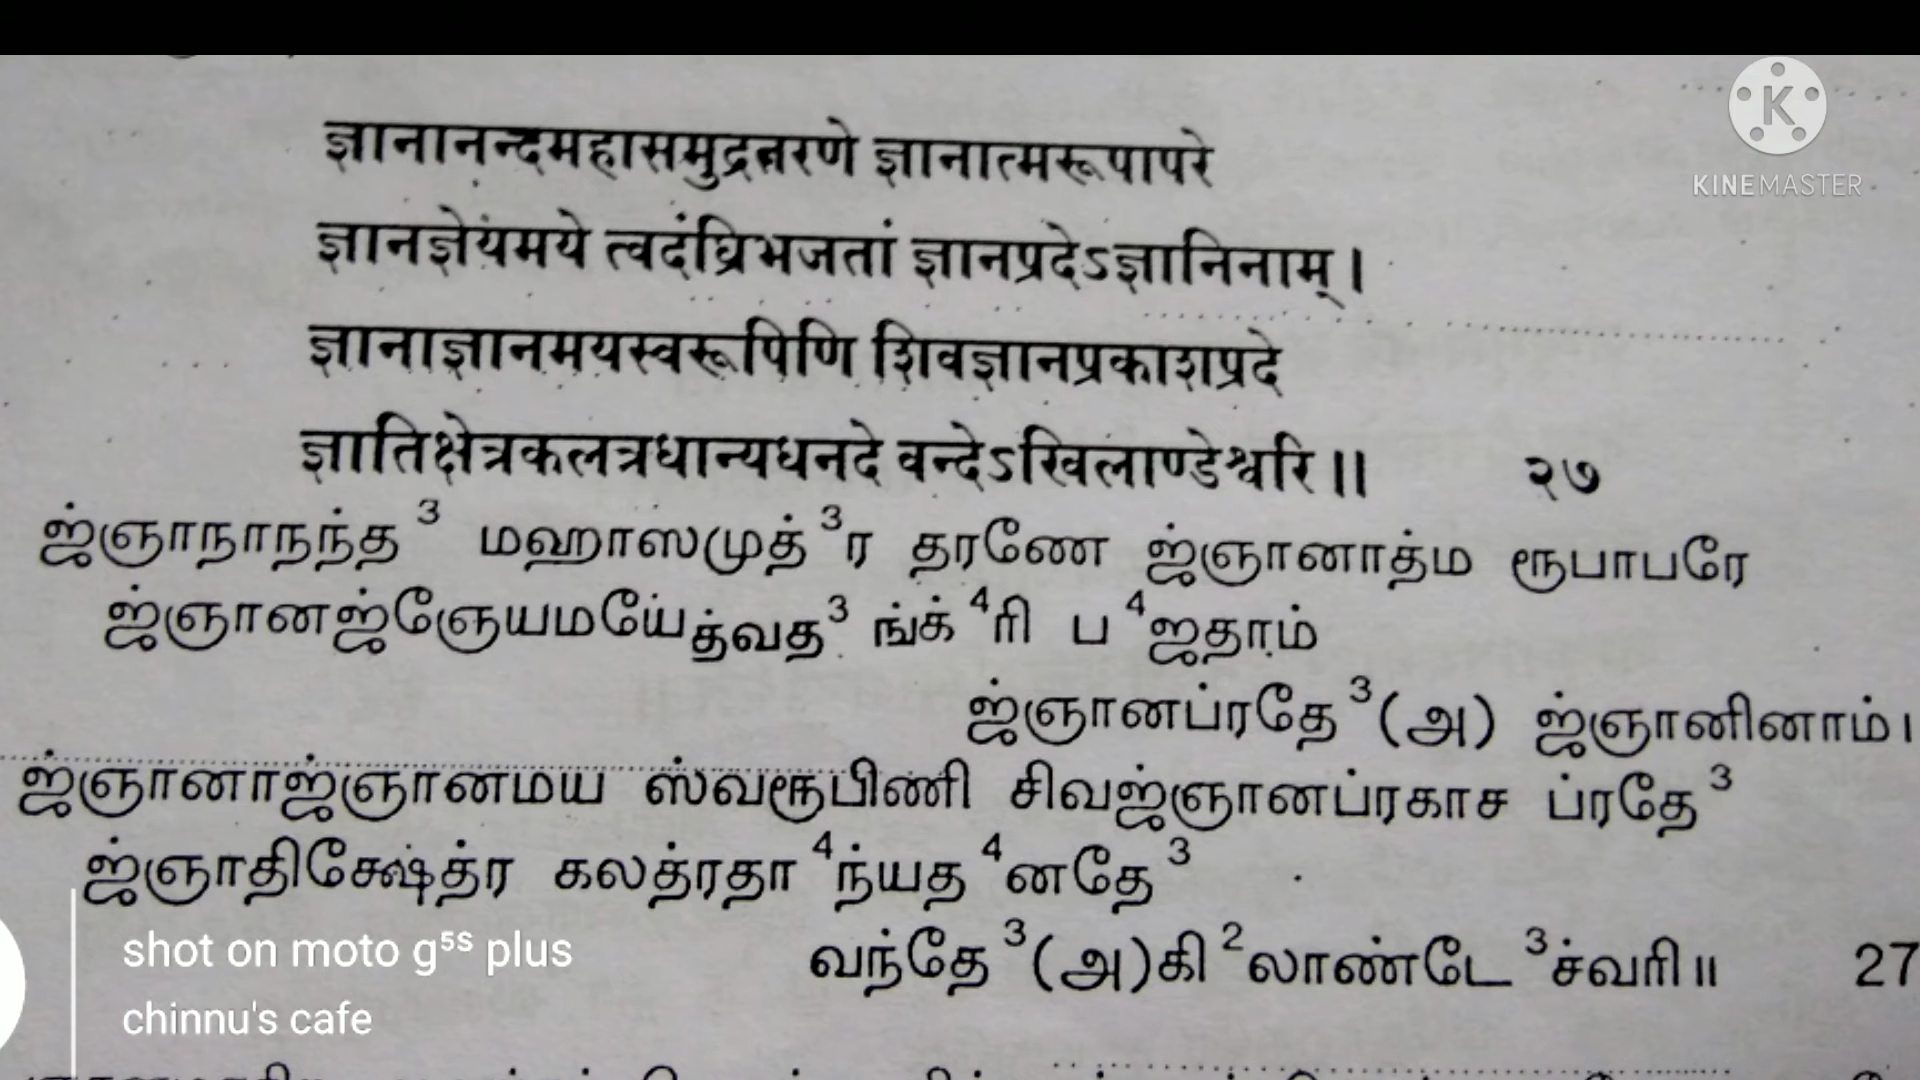 KINEMASTER
ज्ञानानन्दमहासमुद्रतरणे ज्ञानात्मरूपापरे
ज्ञानज्ञेयंमये त्वदंघ्रिभजतां ज्ञानप्रदेऽज्ञानिनाम्।
ज्ञानाज्ञानमयस्वरूपिणि शिवज्ञानप्रकाशप्रदे
ज्ञातिक्षेत्रकलत्रधान्यधनदे वन्देऽखिलाण्डेश्वरि।। २७
ஜ்ஞாநாநந்த³ மஹாஸமுத்³ர தரணே ஜ்ஞானாத்ம ரூபாபரே
ஜ்ஞானஜ்ஞேயமயே த்வத³ ங்க்⁴ரி ப⁴ஜதாம்
ஜ்ஞானப்ரதே³(அ) ஜ்ஞானினாம்।
ஜ்ஞானாஜ்ஞானமய ஸ்வரூபிணி சிவஜ்ஞானப்ரகாச ப்ரதே³
ஜ்ஞாதிக்ஷேத்ர கலத்ரதா⁴ந்யத⁴னதே³
வந்தே³(அ)கி²லாண்டே³ச்வரி॥ 27
shot on moto g⁵ˢ plus
chinnu's cafe